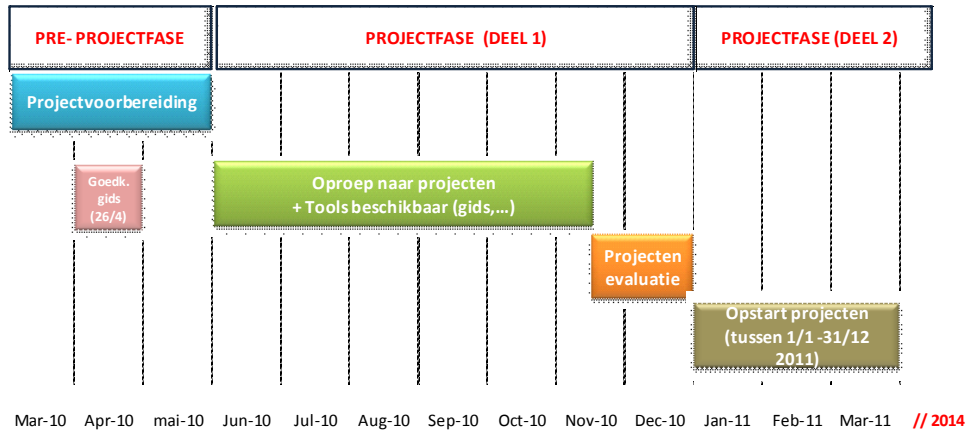 PRE- PROJECTFASE
PROJECTFASE (DEEL 1)
PROJECTFASE (DEEL 2)
Projectvoorbereiding
Goedk.
gids
(26/4)
Oproep naar projecten
+ Tools beschikbaar (gids,...)
Projecten
evaluatie
Opstart projecten
(tussen 1/1 -31/12
2011)
Mar-10 Apr-10 mai-10 Jun-10 Jul-10 Aug-10 Sep-10 Oct-10 Nov-10 Dec-10 Jan-11 Feb-11 Mar-11 // 2014